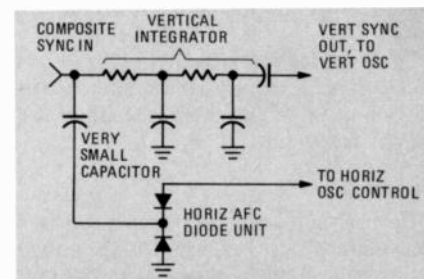 COMPOSITE
SYNC IN
VERTICAL
INTEGRATOR
VERT SYNC
OUT, TO
VERT OSC
VERY
SMALL
CAPACITOR
TO HORIZ
OSC CONTROL
HORIZ AFC
DIODE UNIT